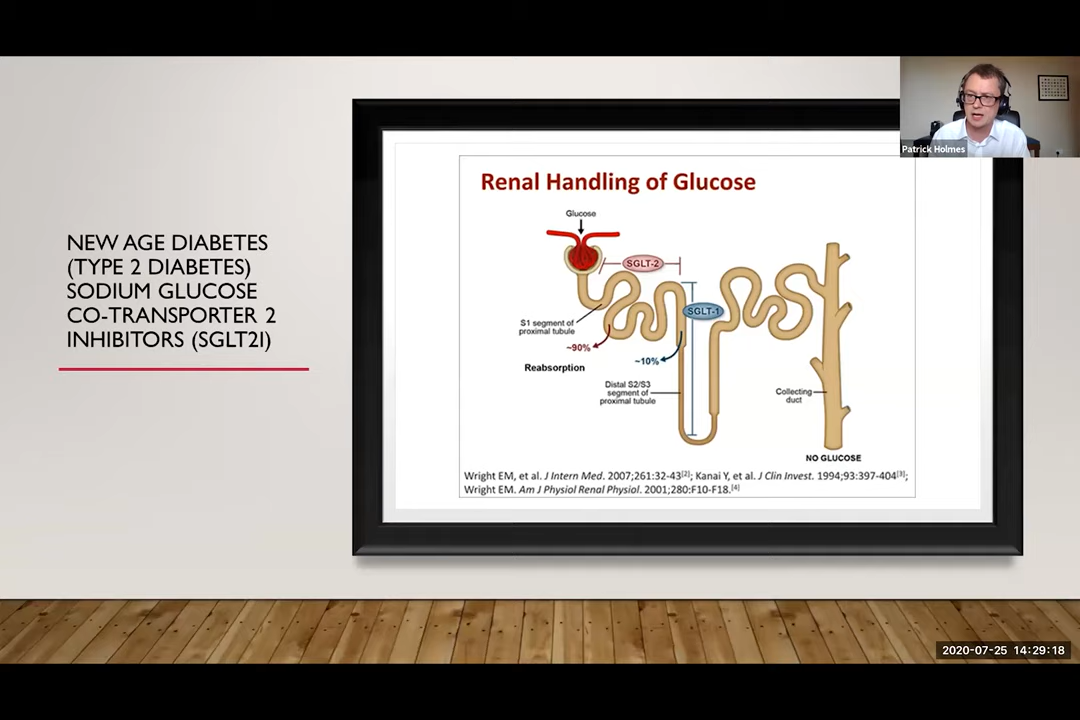 NEW AGE DIABETES
(TYPE 2 DIABETES)
SODIUM GLUCOSE
CO-TRANSPORTER 2
INHIBITORS (SGLT2I)
Renal Handling of Glucose
Glucose
SGLT-2
SGLT-1
S1 segment of
proximal tubule
~90%
~10%
Reabsorption
Distal S2/S3
segment of
proximal tubule
Collecting
duct
NO GLUCOSE
Wright EM, et al. J Intern Med. 2007;261:32-43[2]; Kanai Y, et al. J Clin Invest. 1994;93:397-404[3];
Wright EM. Am J Physiol Renal Physiol. 2001;280:F10-F18.[4]
Patrick Holmes
2020-07-25 14:29:18